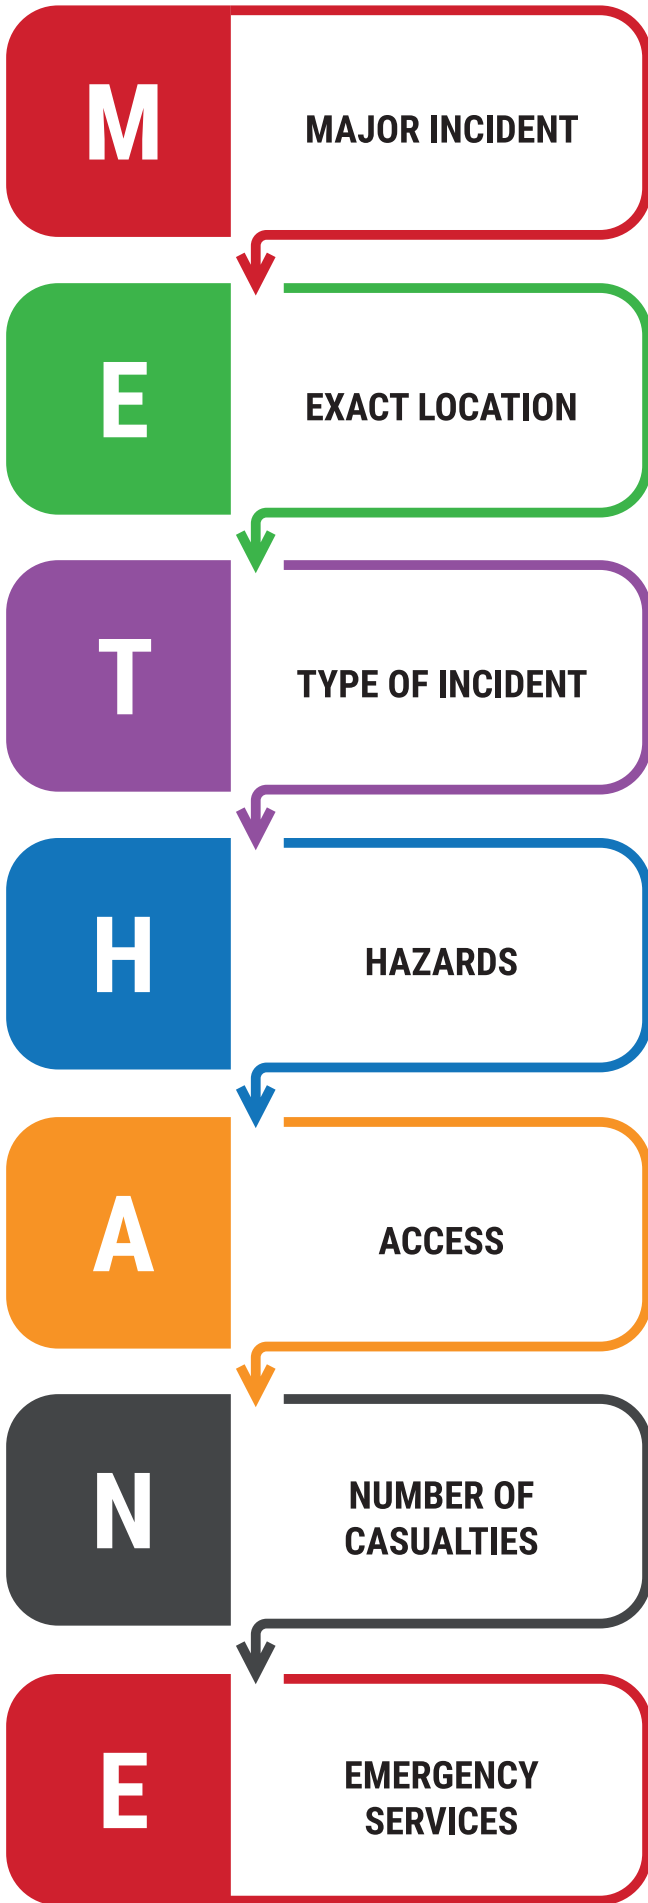 M
MAJOR INCIDENT
E
EXACT LOCATION
T
TYPE OF INCIDENT
H
HAZARDS
A
ACCESS
N
NUMBER OF
CASUALTIES
E
EMERGENCY
SERVICES